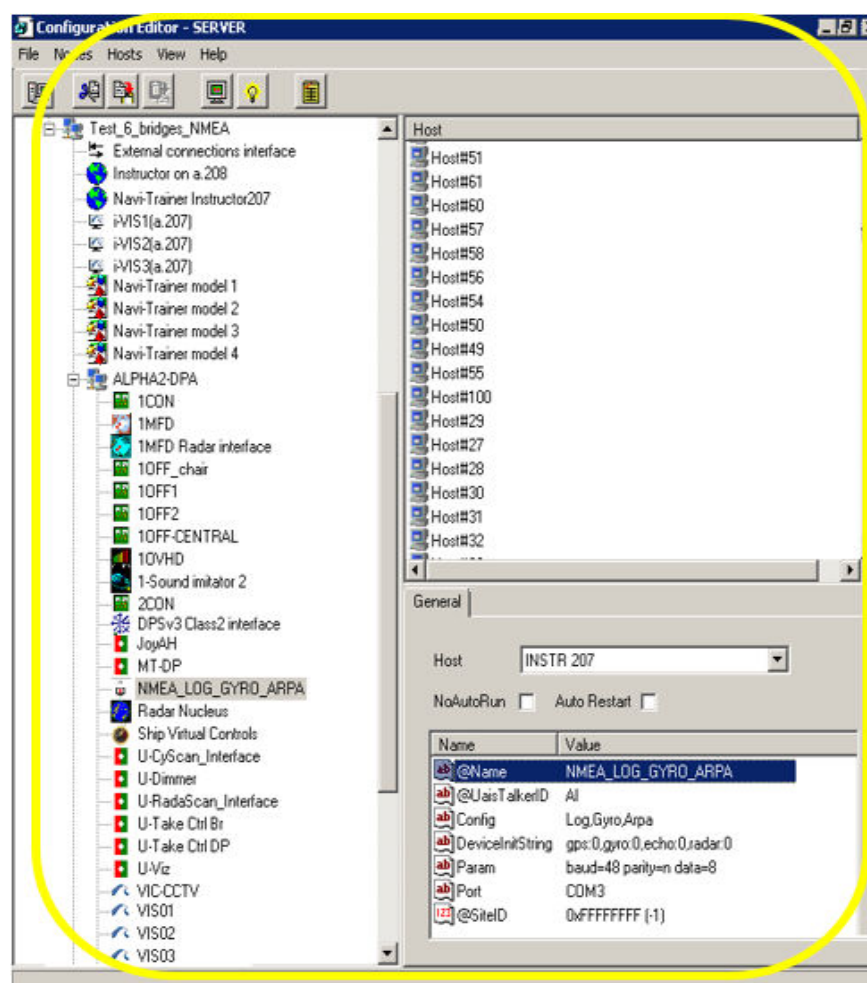 Configuration Editor - SERVER
File Nodes Hosts View Help
Test_6_bridges_NMEA
External connections interface
Instructor on a.208
Navi-Trainer Instructor207
i-VIS1(a.207)
i-VIS2(a.207)
i-VIS3(a.207)
Navi-Trainer model 1
Navi-Trainer model 2
Navi-Trainer model 3
Navi-Trainer model 4
ALPHA2-DPA
1CON
1MFD
1MFD Radar interface
1OFF_chair
1OFF1
1OFF2
1OFF-CENTRAL
1OVHD
1-Sound imitator 2
2CON
DPSv3 Class2 interface
JoyAH
MT-DP
NMEA_LOG_GYRO_ARPA
Radar Nucleus
Ship Virtual Controls
U-CyScan_Interface
U-Dimmer
U-RadaScan_Interface
U-Take Ctrl Br
U-Take Ctrl DP
U-Viz
VIC-CCTV
VIS01
VIS02
VIS03
Host
Host#51
Host#61
Host#60
Host#57
Host#58
Host#56
Host#54
Host#50
Host#49
Host#55
Host#100
Host#29
Host#27
Host#28
Host#30
Host#31
Host#32
General
Host INSTR 207
NoAutoRun Auto Restart
Name Value
@Name NMEA_LOG_GYRO_ARPA
@UaisTalkerID AI
Config Log,Gyro,Arpa
DeviceInitString gps:0,gyro:0,echo:0,radar:0
Param baud=48 parity=n data=8
Port COM3
@SiteID 0xFFFFFFFF (-1)